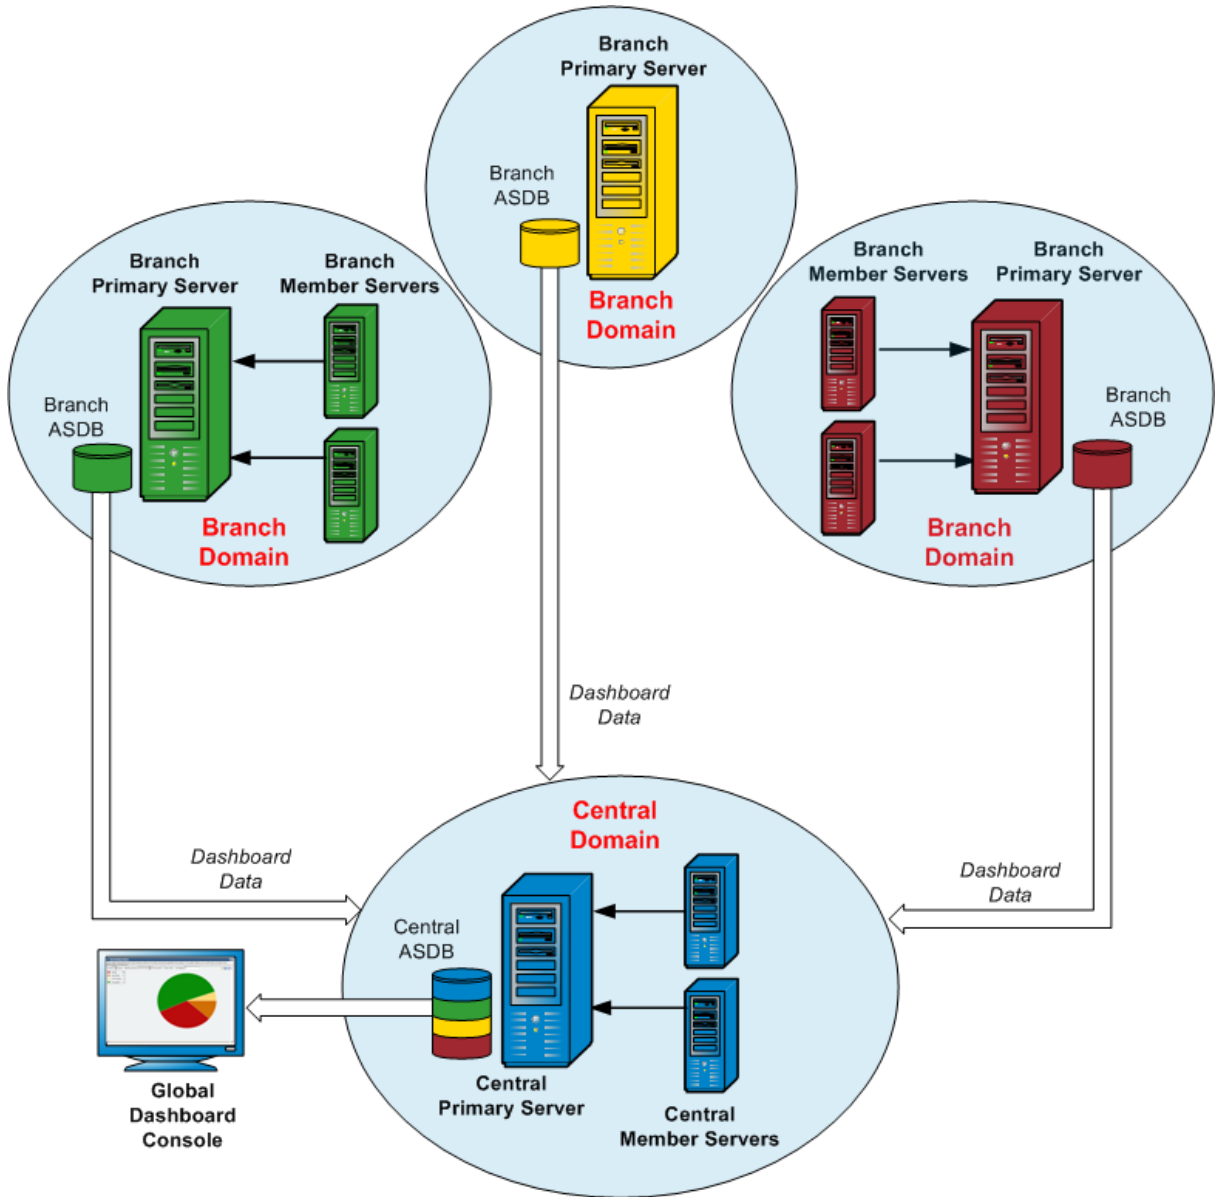 Branch
Primary Server
Branch
ASDB
Branch
Domain
Branch
Primary Server
Branch
Member Servers
Branch
ASDB
Branch
Domain
Branch
Member Servers
Branch
Primary Server
Branch
ASDB
Branch
Domain
Dashboard
Data
Dashboard
Data
Dashboard
Data
Central
Domain
Central
ASDB
Central
Primary Server
Central
Member Servers
Global
Dashboard
Console